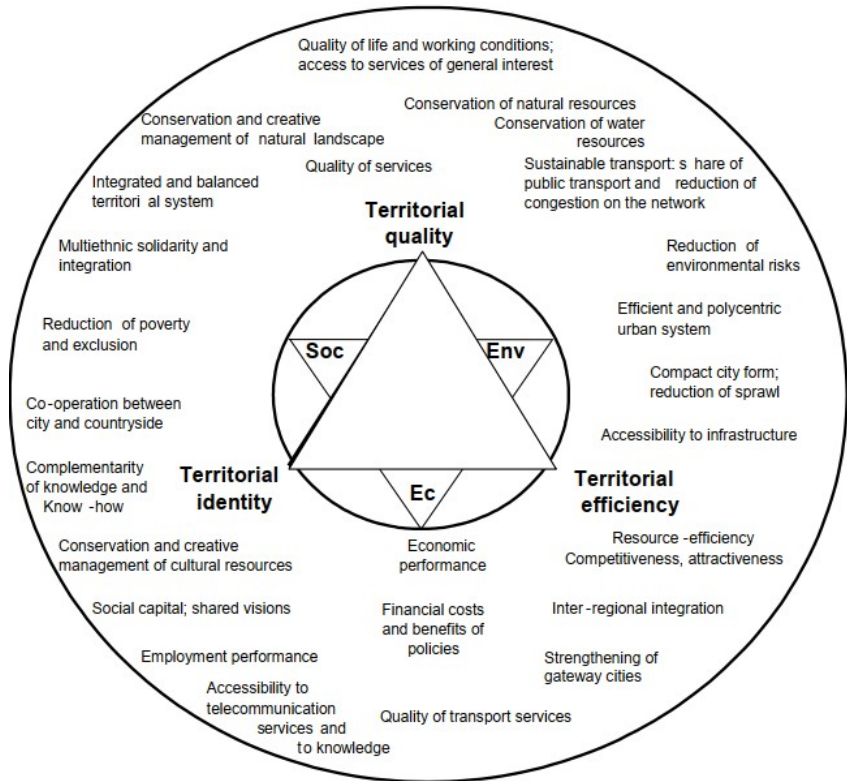 Quality of life and working conditions;
access to services of general interest
Conservation of natural resources
Conservation of water
resources
Conservation and creative
management of natural landscape
Quality of services
Sustainable transport: s hare of
public transport and reduction of
congestion on the network
Integrated and balanced
territori al system
Territorial
quality
Multiethnic solidarity and
integration
Reduction of
environmental risks
Reduction of poverty
and exclusion
Efficient and polycentric
urban system
Soc
Env
Compact city form;
reduction of sprawl
Co-operation between
city and countryside
Accessibility to infrastructure
Complementarity
of knowledge and
Know -how
Territorial
identity
Ec
Territorial
efficiency
Conservation and creative
management of cultural resources
Economic
performance
Resource -efficiency
Competitiveness, attractiveness
Social capital; shared visions
Financial costs
and benefits of
policies
Inter-regional integration
Employment performance
Strengthening of
gateway cities
Accessibility to
telecommunication
services and
to knowledge
Quality of transport services